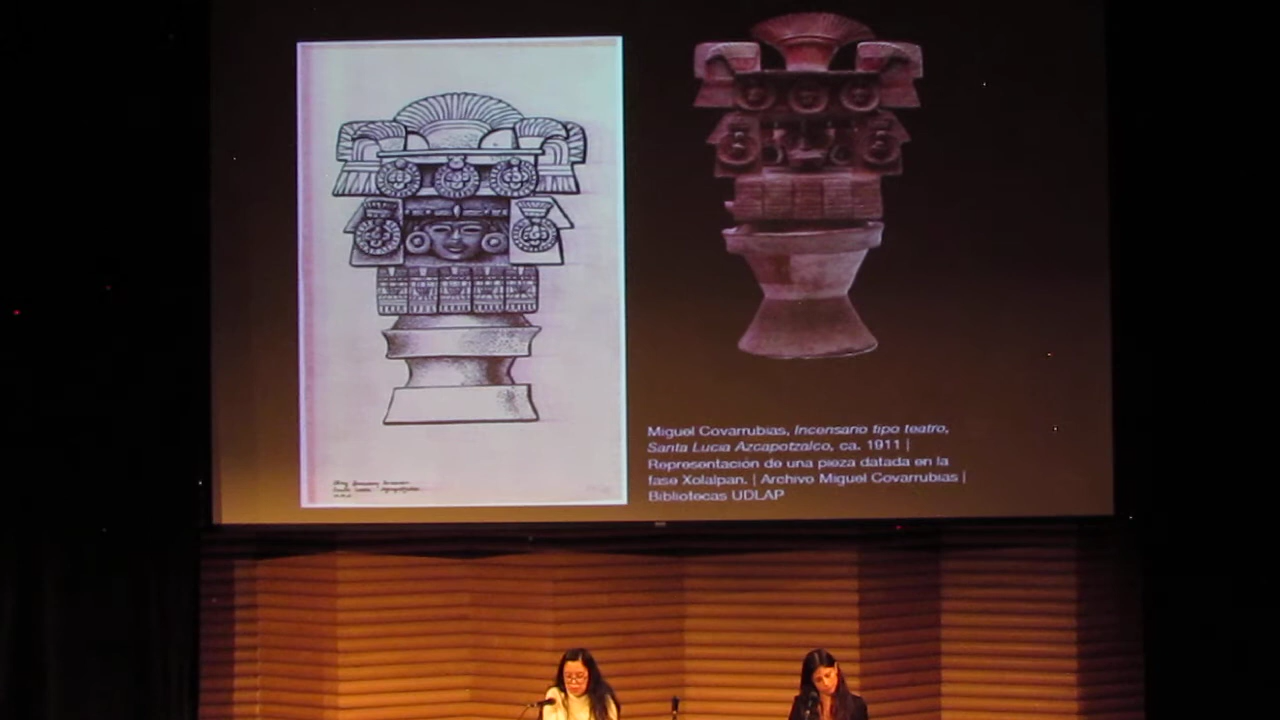 Miguel Covarrubias, Incensario tipo teatro,
Santa Lucia Azcapotzalco, ca. 1911 |
Representación de una pieza datada en la
fase Xolalpan. | Archivo Miguel Covarrubias |
Bibliotecas UDLAP